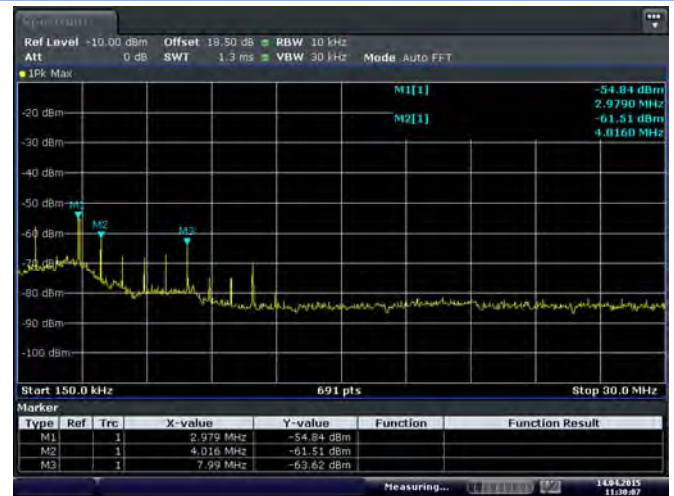 Spectrum
Ref Level -10.00 dBm Offset 18.50 dB RBW 10 kHz
Att 0 dB SWT 1.3 ms VBW 30 kHz Mode Auto FFT
1Pk Max
M1[1] -54.84 dBm
2.9790 MHz
-20 dBm
M2[1] -61.51 dBm
4.0160 MHz
-30 dBm
-40 dBm
-50 dBm
M1
M2
M3
-60 dBm
-70 dBm
-80 dBm
-90 dBm
-100 dBm
Start 150.0 kHz 691 pts Stop 30.0 MHz
Marker
Type Ref Trc X-value Y-value Function Function Result
M1 1 2.979 MHz -54.84 dBm
M2 1 4.016 MHz -61.51 dBm
M3 1 7.99 MHz -63.62 dBm
Measuring... 14.04.2015
11:30:07